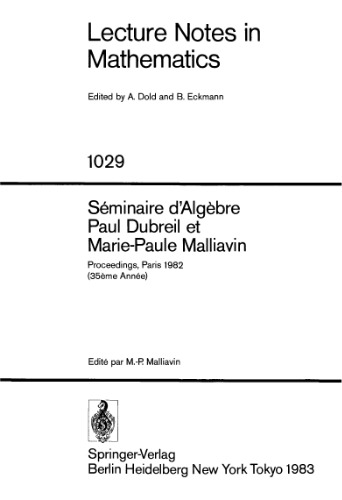 Lecture Notes in
Mathematics
Edited by A. Dold and B. Eckmann
1029
Séminaire d'Algèbre
Paul Dubreil et
Marie-Paule Malliavin
Proceedings, Paris 1982
(35ème Année)
Edité par M.-P. Malliavin
Springer-Verlag
Berlin Heidelberg New York Tokyo 1983